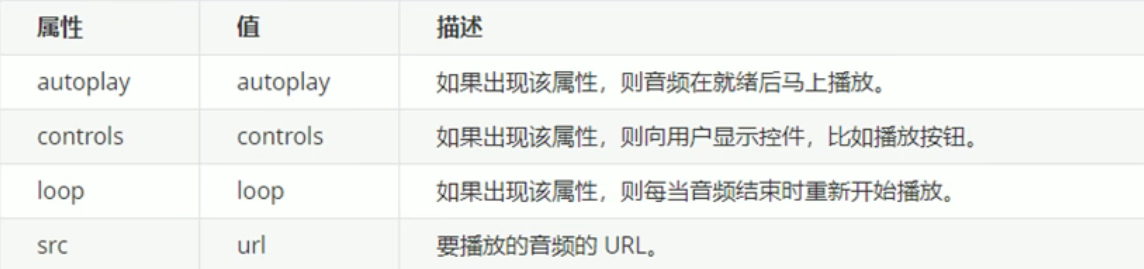 属性 值 描述
autoplay autoplay 如果出现该属性，则音频在就绪后马上播放。
controls controls 如果出现该属性，则向用户显示控件，比如播放按钮。
loop loop 如果出现该属性，则每当音频结束时重新开始播放。
src url 要播放的音频的 URL。